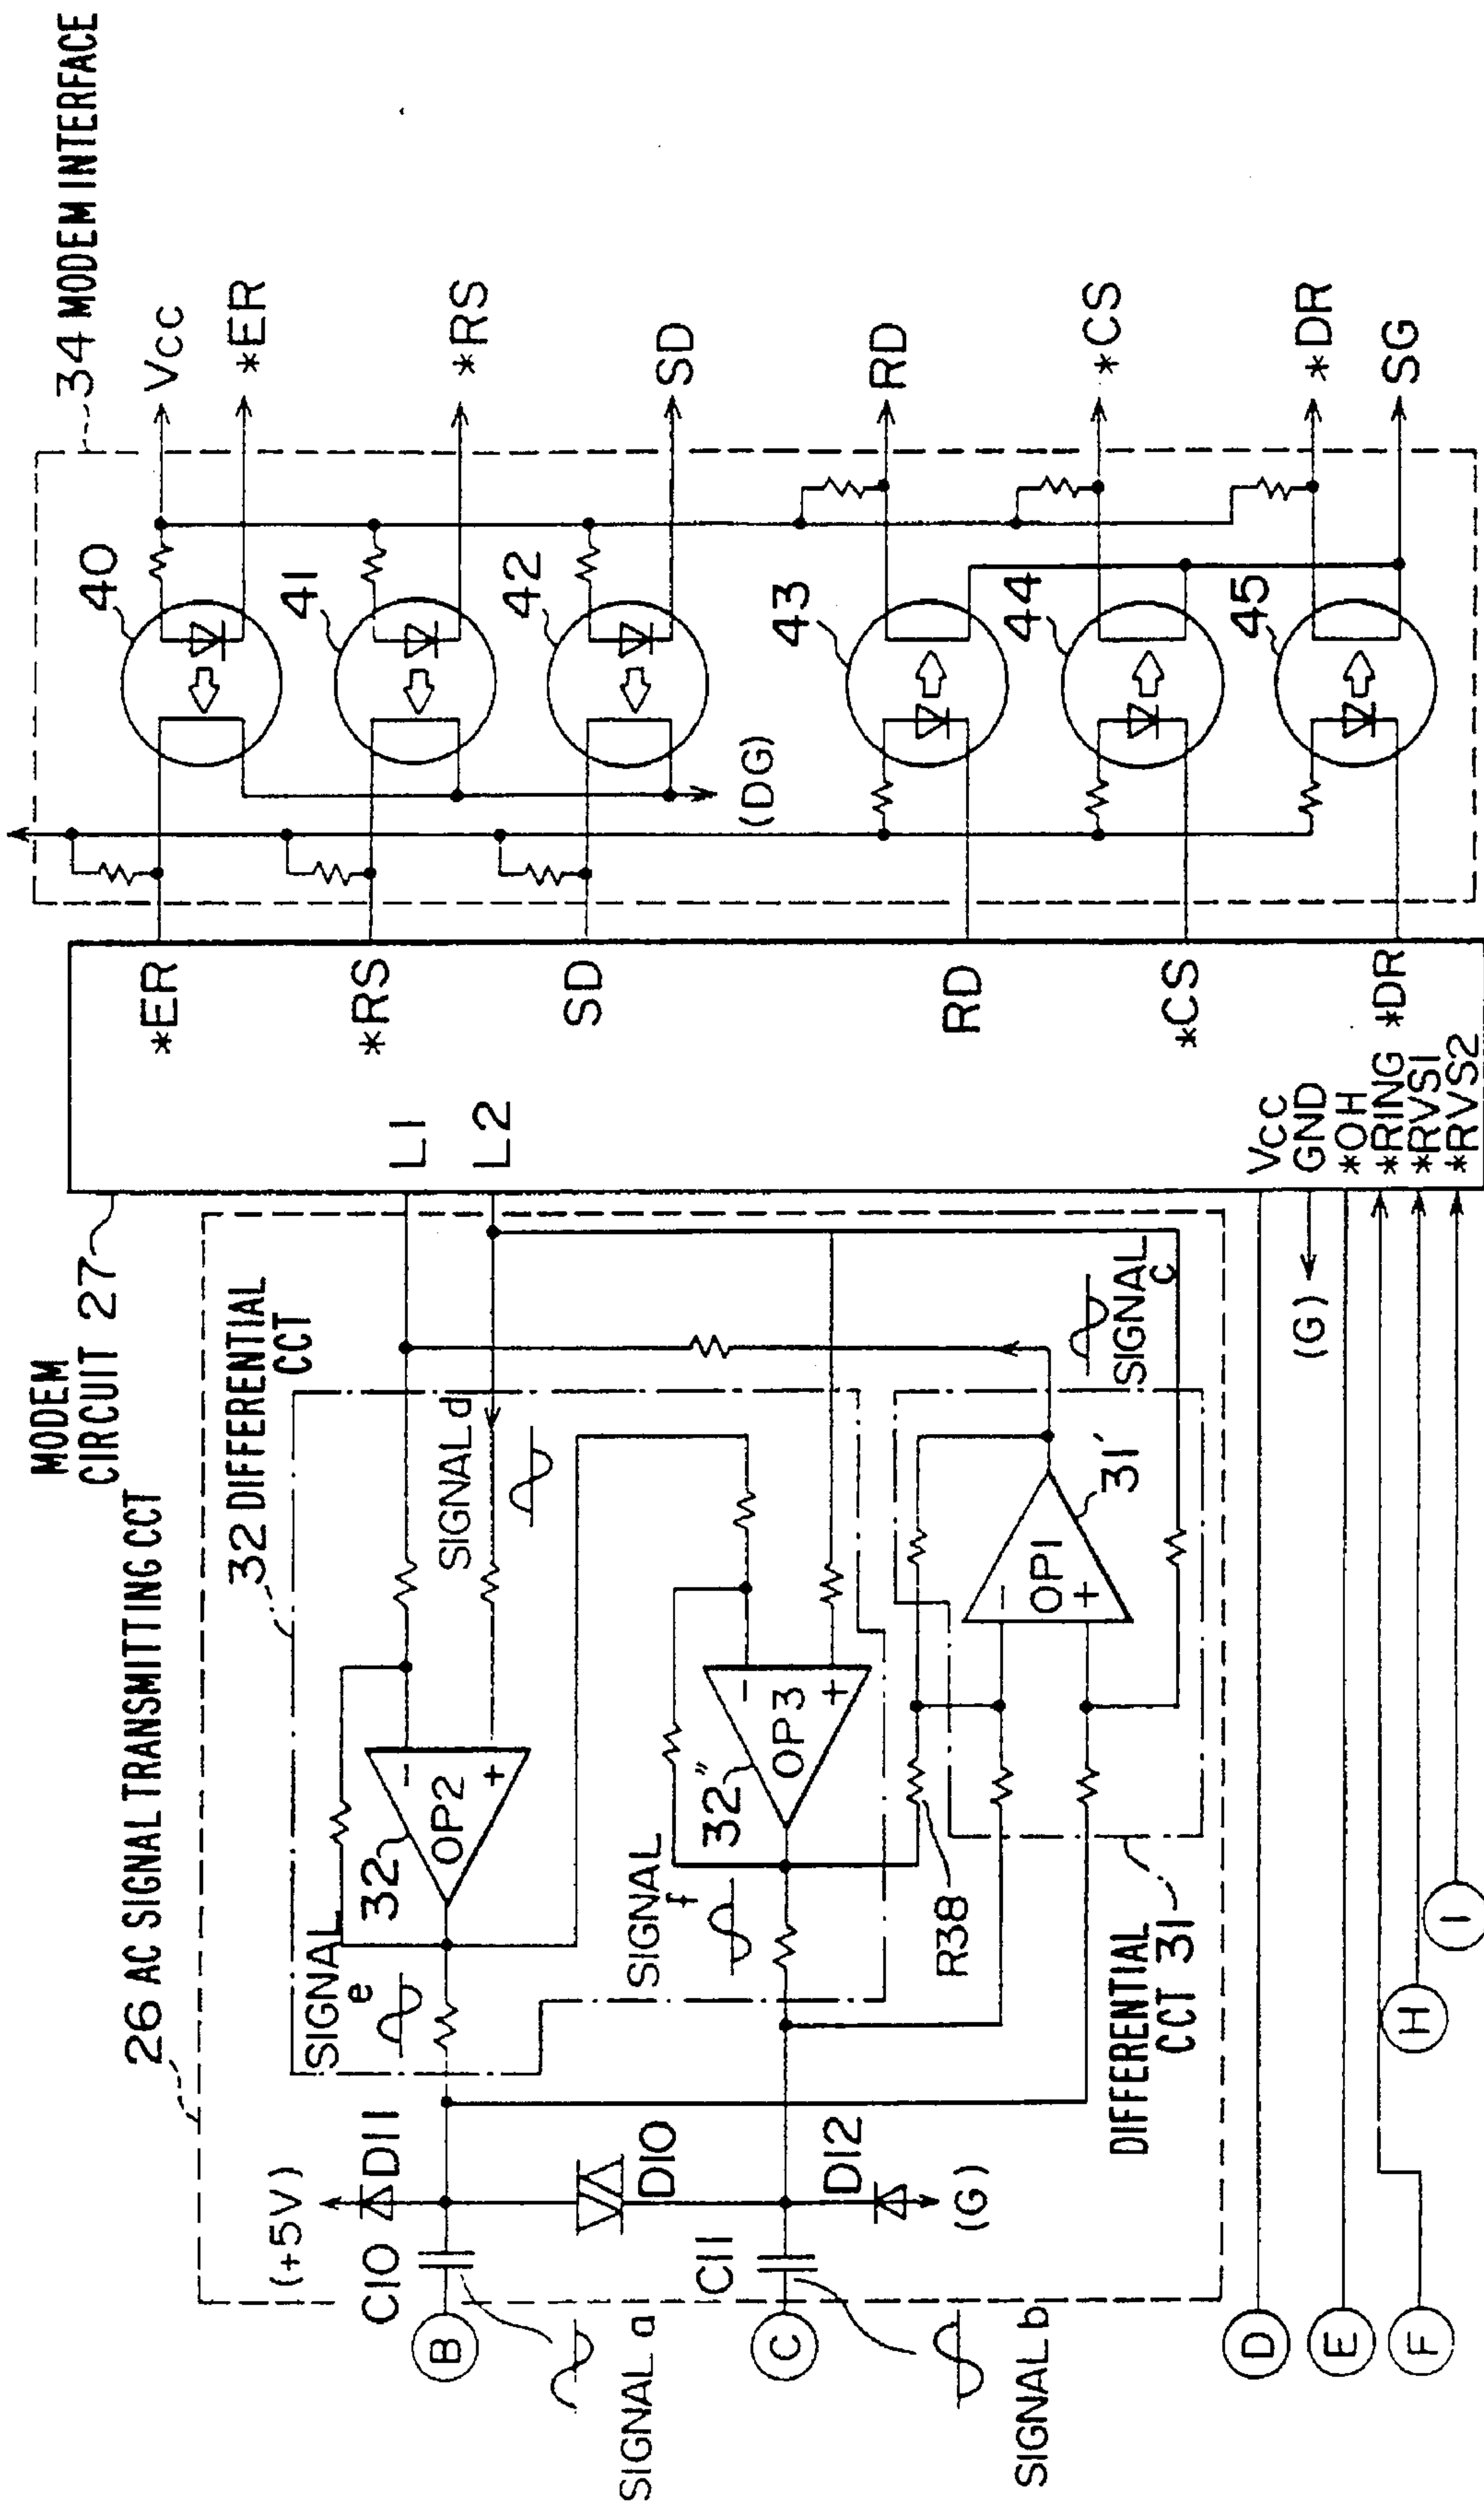 34 MODEM INTERFACE
Vcc
*ER
*RS
SD
RD
*CS
*DR
SG
40
41
42
43
44
45
(DG)
*ER
*RS
SD
RD
*CS
*DR
L1
L2
Vcc
GND
*OH
*RING
*RVS1
*RVS2
MODEM
CIRCUIT 27
26 AC SIGNAL TRANSMITTING CCT
32 DIFFERENTIAL
CCT
SIGNAL d
SIGNAL
c
(G)
-
OP2
+
32'
-
OP3
+
32"
-
OP1
+
31'
SIGNAL
e
SIGNAL
f
R38
DIFFERENTIAL
CCT 31
(+5V)
D11
D10
D12
(G)
C10
C11
B
C
D
E
F
H
I
SIGNAL a
SIGNAL b